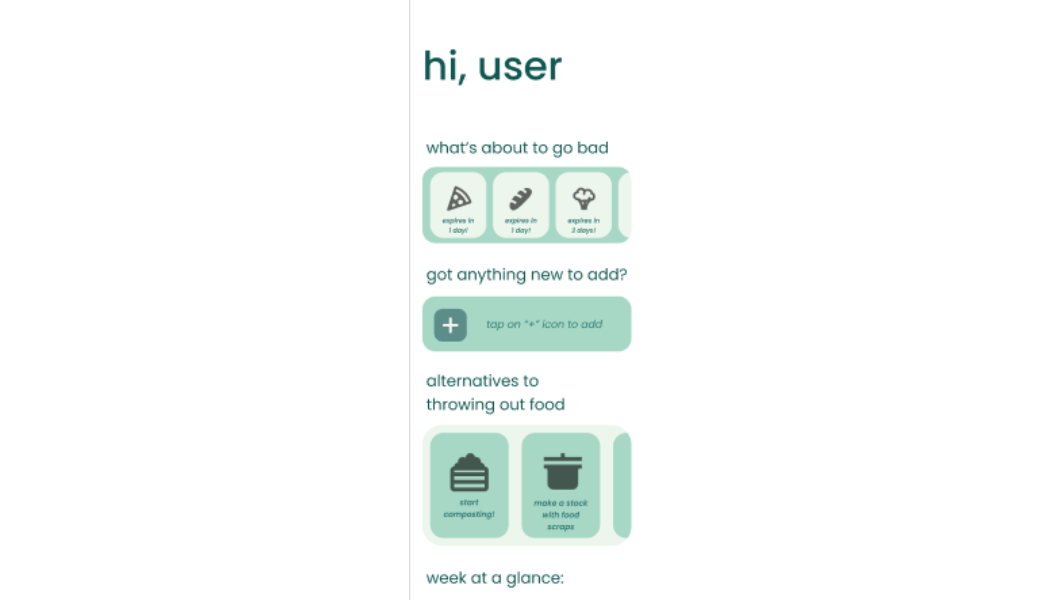 hi, user
what's about to go bad
expires in
1 day!
expires in
1 day!
expires in
3 days!
got anything new to add?
tap on "+" icon to add
alternatives to
throwing out food
start
composting!
make a stock
with food
scraps
week at a glance: